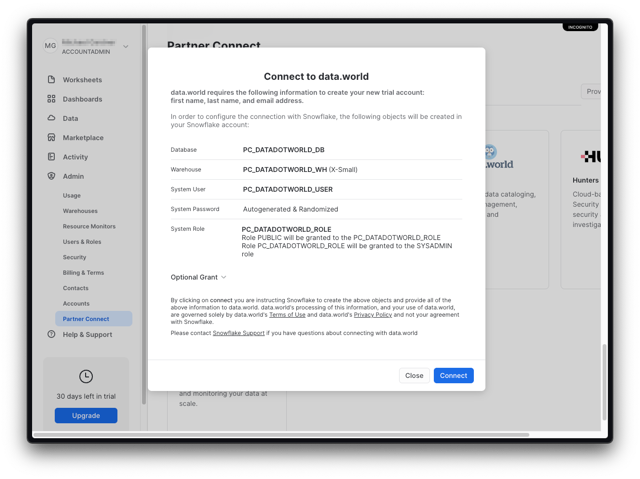 INCOGNITO
MG
ACCOUNTADMIN
Worksheets
Dashboards
Data
Marketplace
Activity
Admin
Usage
Warehouses
Resource Monitors
Users & Roles
Security
Billing & Terms
Contacts
Accounts
Partner Connect
Help & Support
30 days left in trial
Upgrade
Partner Connect
Connect to data.world
data.world requires the following information to create your new trial account:
first name, last name, and email address.
In order to configure the connection with Snowflake, the following objects will be created in
your Snowflake account:
Database PC_DATADOTWORLD_DB
Warehouse PC_DATADOTWORLD_WH (X-Small)
System User PC_DATADOTWORLD_USER
System Password Autogenerated & Randomized
System Role PC_DATADOTWORLD_ROLE
Role PUBLIC will be granted to the PC_DATADOTWORLD_ROLE
Role PC_DATADOTWORLD_ROLE will be granted to the SYSADMIN
role
Optional Grant
By clicking on connect you are instructing Snowflake to create the above objects and provide all of the
above information to data.world. data.world's processing of this information, and your use of data.world,
are governed solely by data.world's Terms of Use and data.world's Privacy Policy and not your agreement
with Snowflake.
Please contact Snowflake Support if you have questions about connecting with data.world
Close
Connect
Prov
.world
data cataloging,
and
HU
Hunters
Cloud-ba
Security
security
investiga
and monitoring your data at
scale.